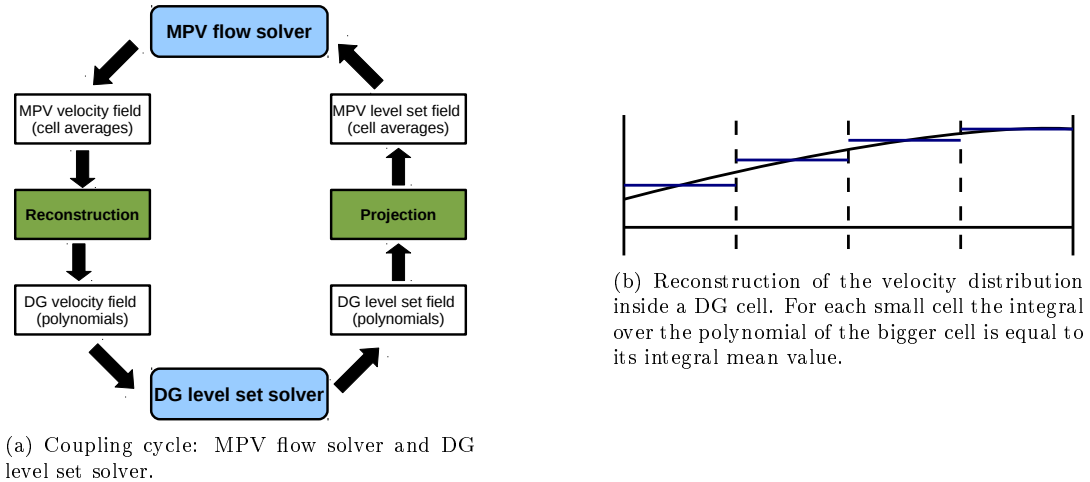 MPV flow solver
MPV velocity field
(cell averages)
MPV level set field
(cell averages)
Reconstruction
Projection
DG velocity field
(polynomials)
DG level set field
(polynomials)
DG level set solver
(a) Coupling cycle: MPV flow solver and DG
level set solver.
(b) Reconstruction of the velocity distribution
inside a DG cell. For each small cell the integral
over the polynomial of the bigger cell is equal to
its integral mean value.